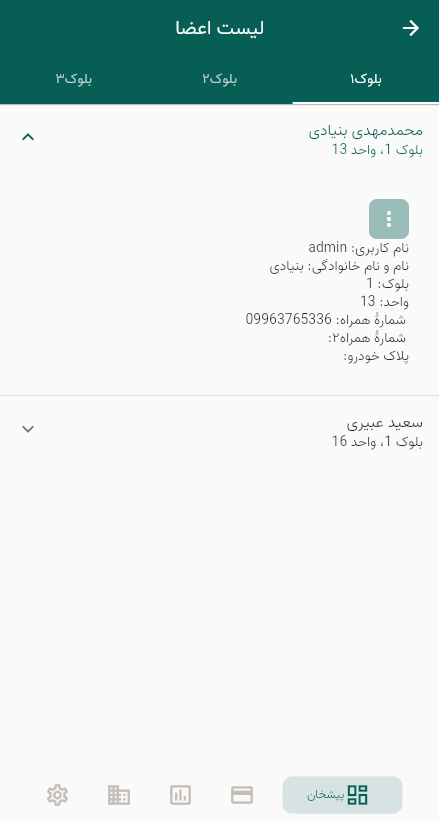 لیست اعضا
بلوک۱
بلوک۲
بلوک۳
محمدمهدی بنیادی
بلوک 1، واحد 13
نام کاربری: admin
نام و نام خانوادگی: بنیادی
بلوک: 1
واحد: 13
شمارهٔ همراه: 09963765336
شمارهٔ همراه۲:
پلاک خودرو:
سعید عبیری
بلوک 1، واحد 16
پیشخان